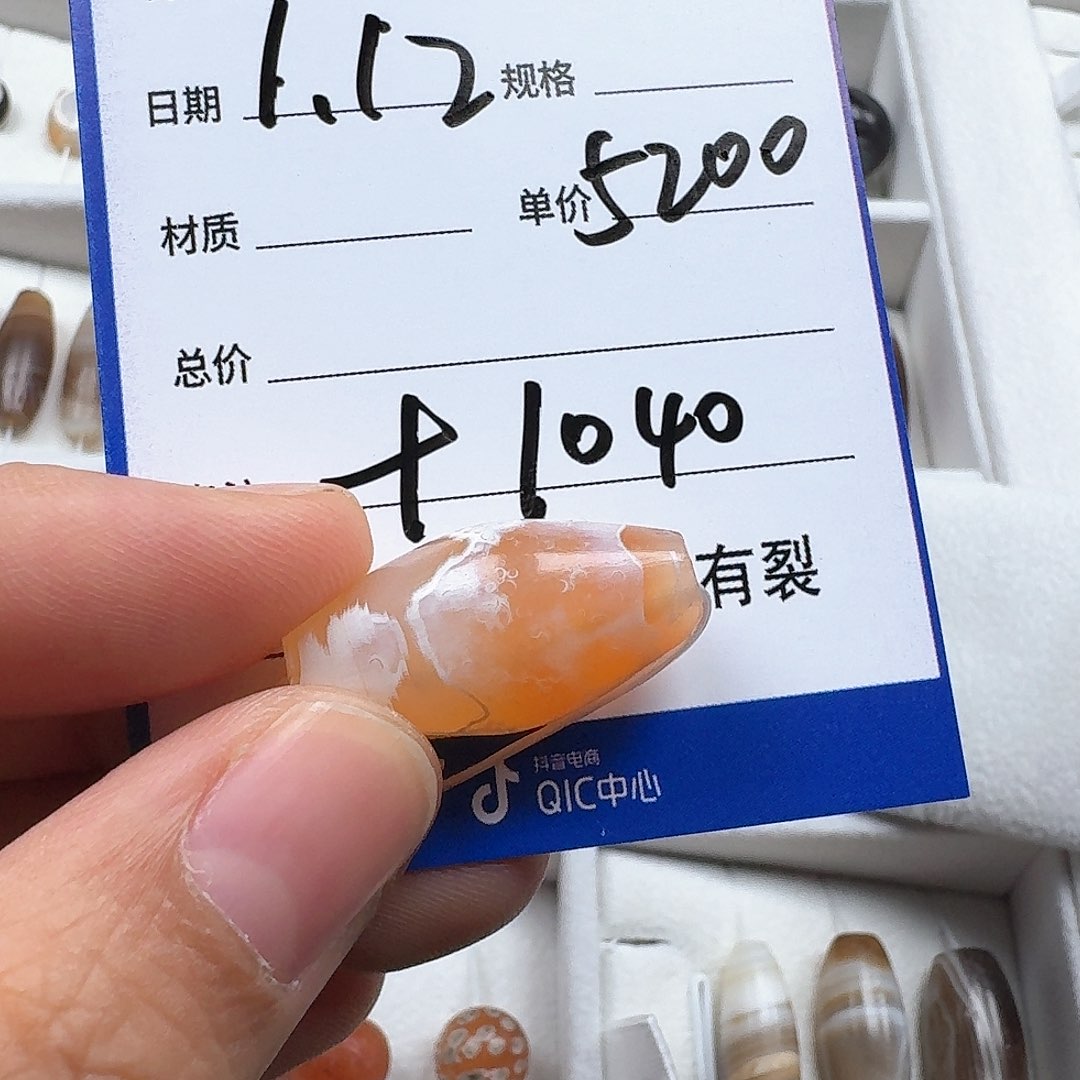 日期 1.12 规格
材质 单价 5200
总价
+1040
有裂
抖音电商
QIC中心